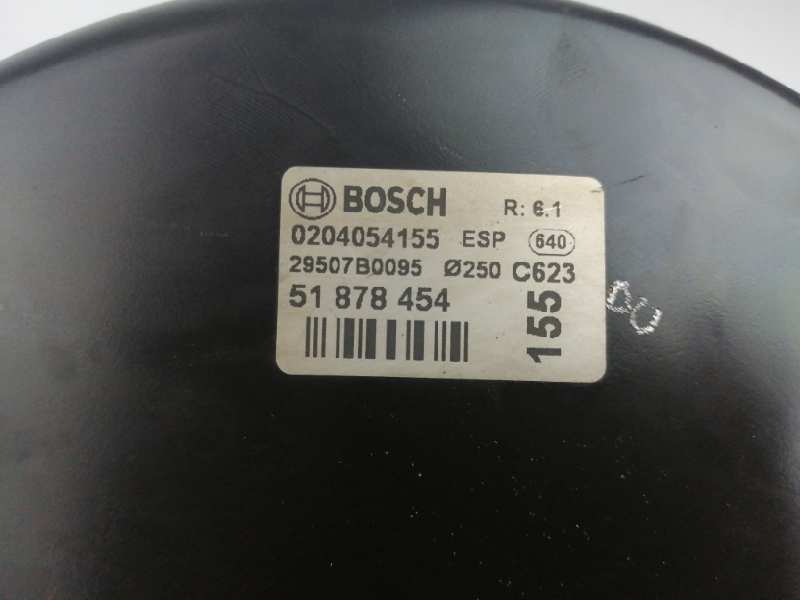 BOSCH R: 6.1
0204054155 ESP 640
29507B0095 Ø250 C623
51 878 454
155